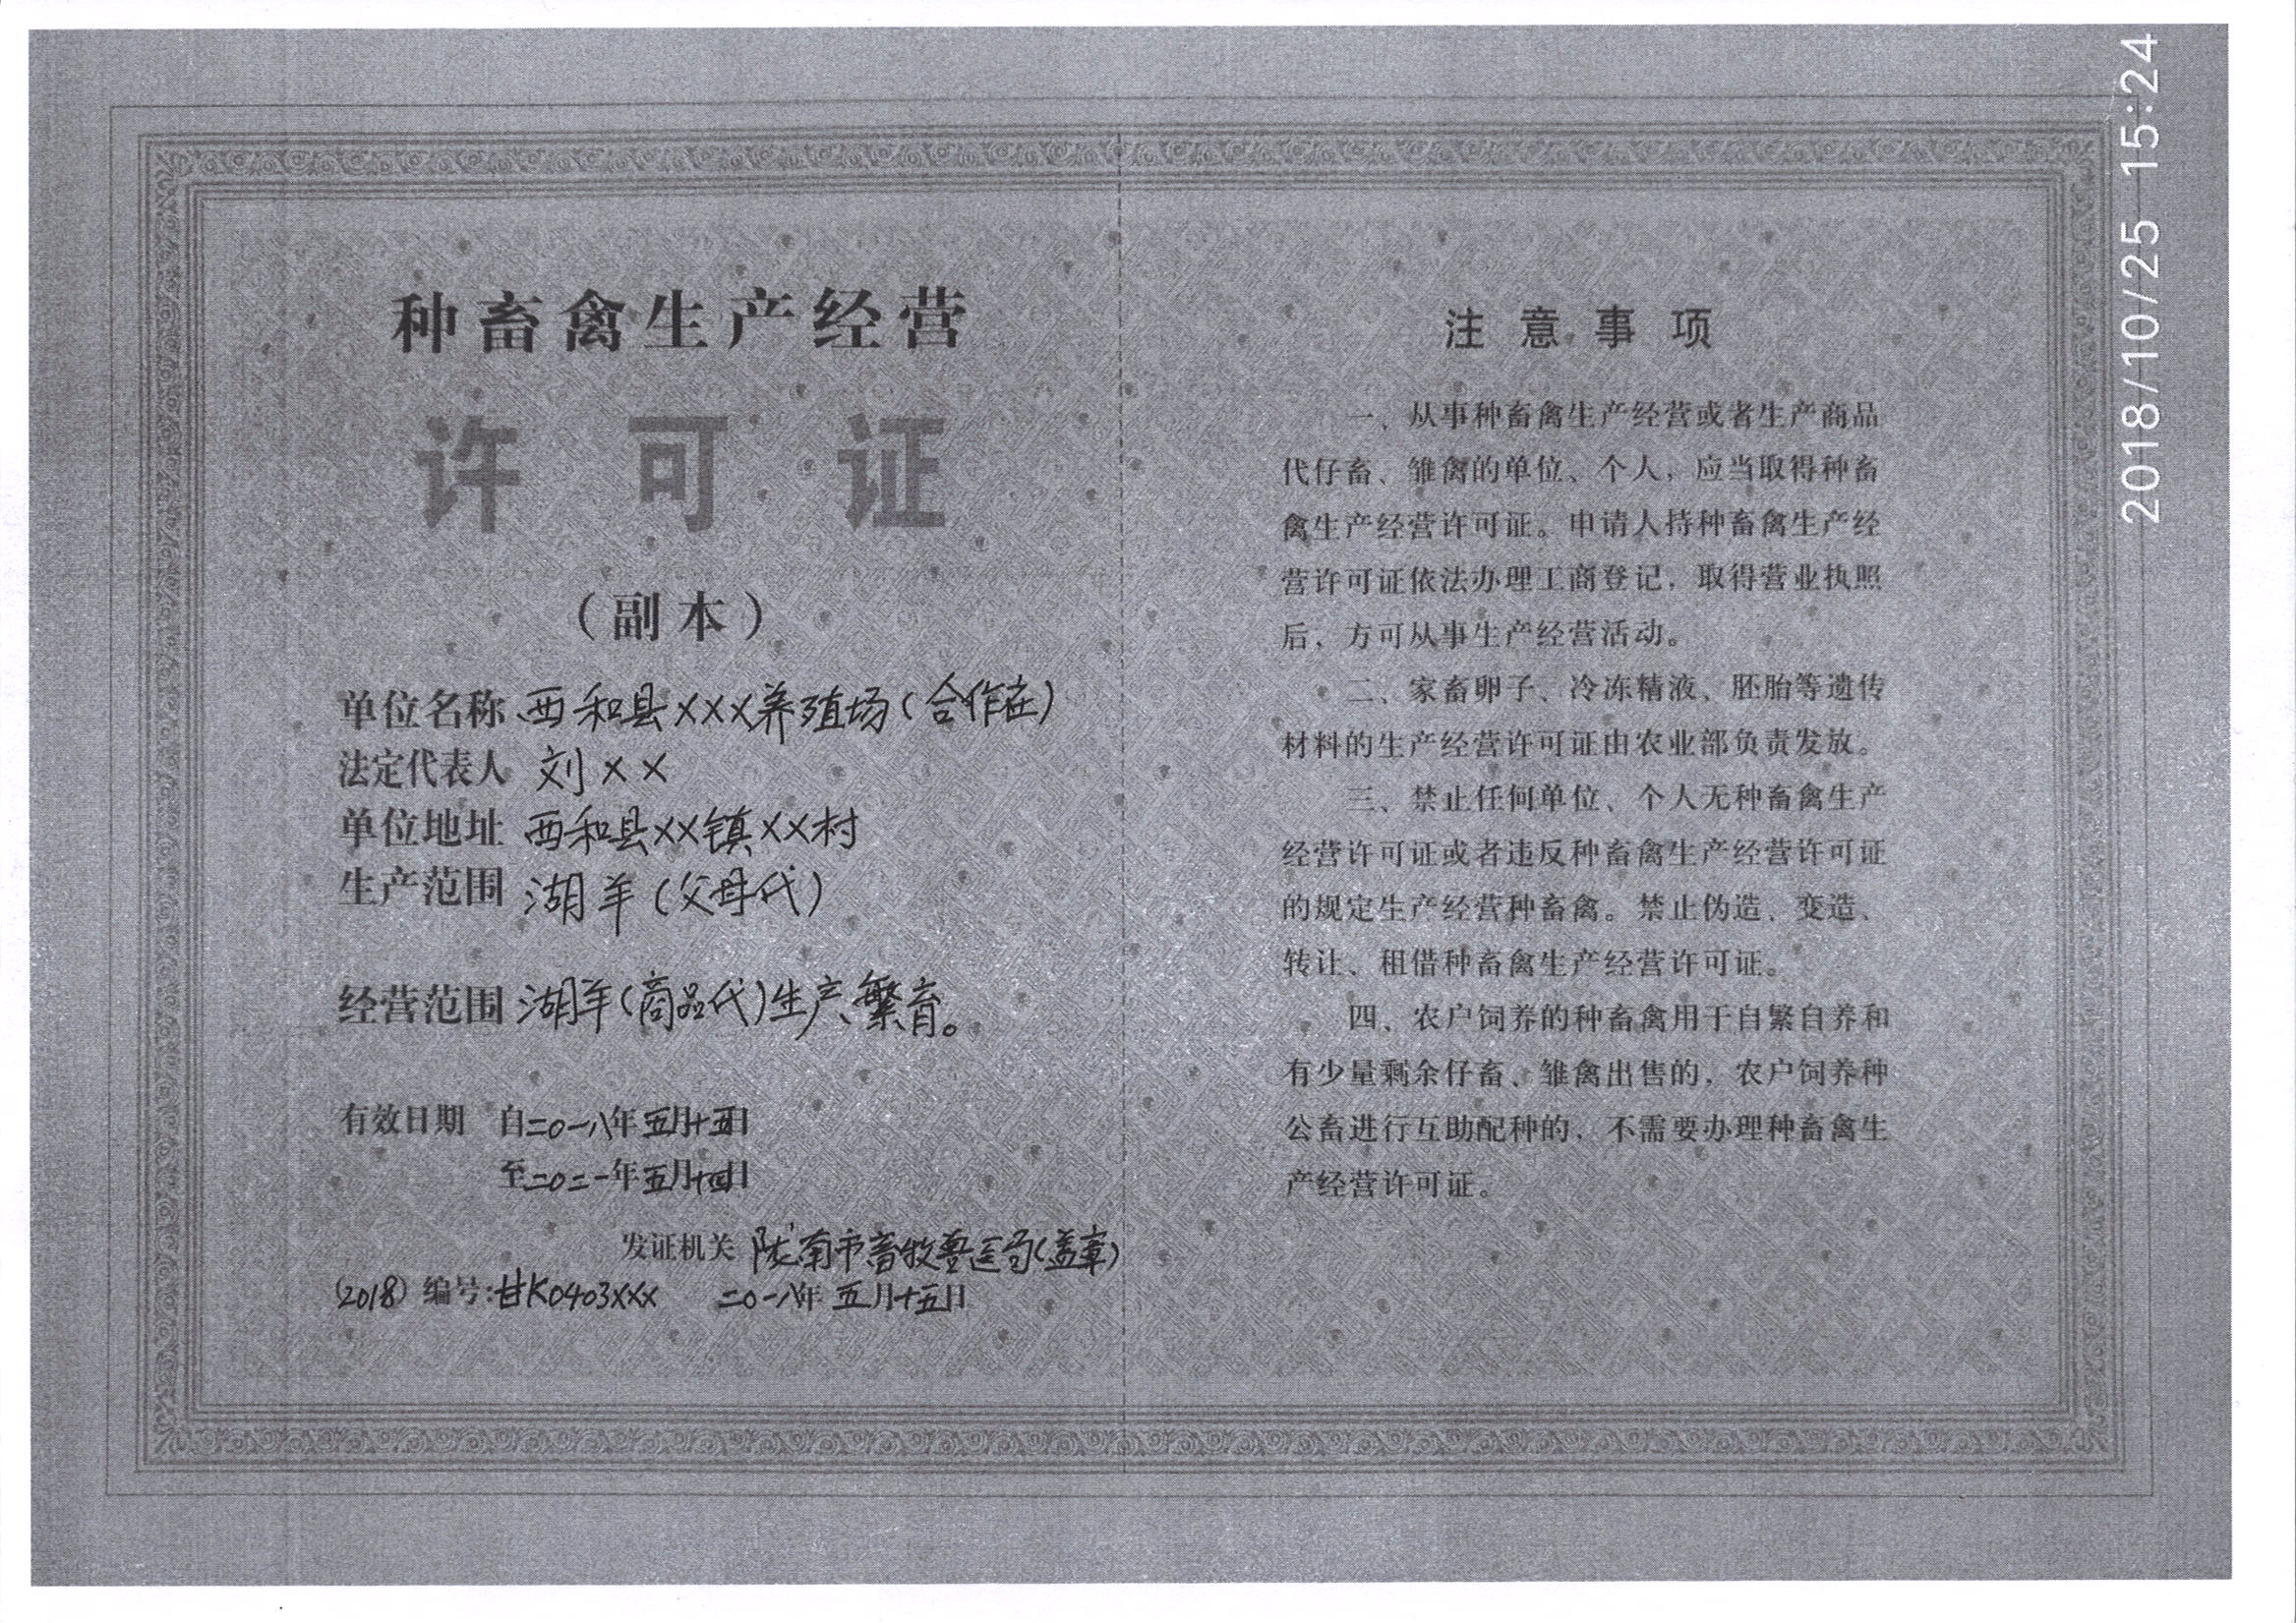 种畜禽生产经营
许可证
（副本）
单位名称 西和县×××养殖场（合作社）
法定代表人 刘××
单位地址 西和县××镇××村
生产范围 湖羊（父母代）
经营范围 湖羊（商品代）生产、繁育。
有效日期 自二〇一八年五月十五日
至二〇二一年五月十四日
发证机关 陇南市畜牧兽医局（盖章）
（2018）编号：甘K0403××× 二〇一八年五月十五日
注意事项
一、从事种畜禽生产经营或者生产商品
代仔畜、雏禽的单位、个人，应当取得种畜
禽生产经营许可证。申请人持种畜禽生产经
营许可证依法办理工商登记，取得营业执照
后，方可从事生产经营活动。
二、家畜卵子、冷冻精液、胚胎等遗传
材料的生产经营许可证由农业部负责发放。
三、禁止任何单位、个人无种畜禽生产
经营许可证或者违反种畜禽生产经营许可证
的规定生产经营种畜禽。禁止伪造、变造、
转让、租借种畜禽生产经营许可证。
四、农户饲养的种畜禽用于自繁自养和
有少量剩余仔畜、雏禽出售的，农户饲养种
公畜进行互助配种的，不需要办理种畜禽生
产经营许可证。
2018/10/25 15:24